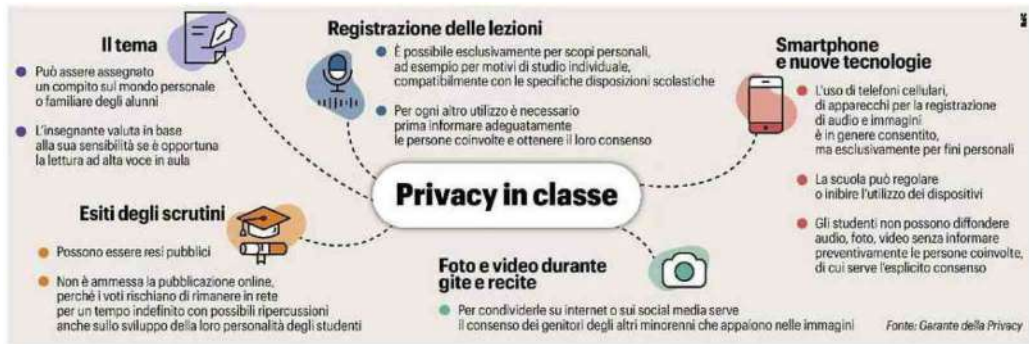 Il tema
Può assere assegnato
un compito sul mondo personale
o familiare degli alunni
L'insegnante valuta in base
alla sua sensibilità se è opportuna
la lettura ad alta voce in aula
Registrazione delle lezioni
È possibile esclusivamente per scopi personali,
ad esempio per motivi di studio individuale,
compatibilmente con le specifiche disposizioni scolastiche
Per ogni altro utilizzo è necessario
prima informare adeguatamente
le persone coinvolte e ottenere il loro consenso
Smartphone
e nuove tecnologie
L'uso di telefoni cellulari,
di apparecchi per la registrazione
di audio e immagini
è in genere consentito,
ma esclusivamente per fini personali
La scuola può regolare
o inibire l'utilizzo dei dispositivi
Gli studenti non possono diffondere
audio, foto, video senza informare
preventivamente le persone coinvolte,
di cui serve l'esplicito consenso
Privacy in classe
Esiti degli scrutini
Possono essere resi pubblici
Non è ammessa la pubblicazione online,
perché i voti rischiano di rimanere in rete
per un tempo indefinito con possibili ripercussioni
anche sullo sviluppo della loro personalità degli studenti
Foto e video durante
gite e recite
Per condividerle su internet o sui social media serve
il consenso dei genitori degli altri minorenni che appaiono nelle immagini
Fonte: Garante della Privacy